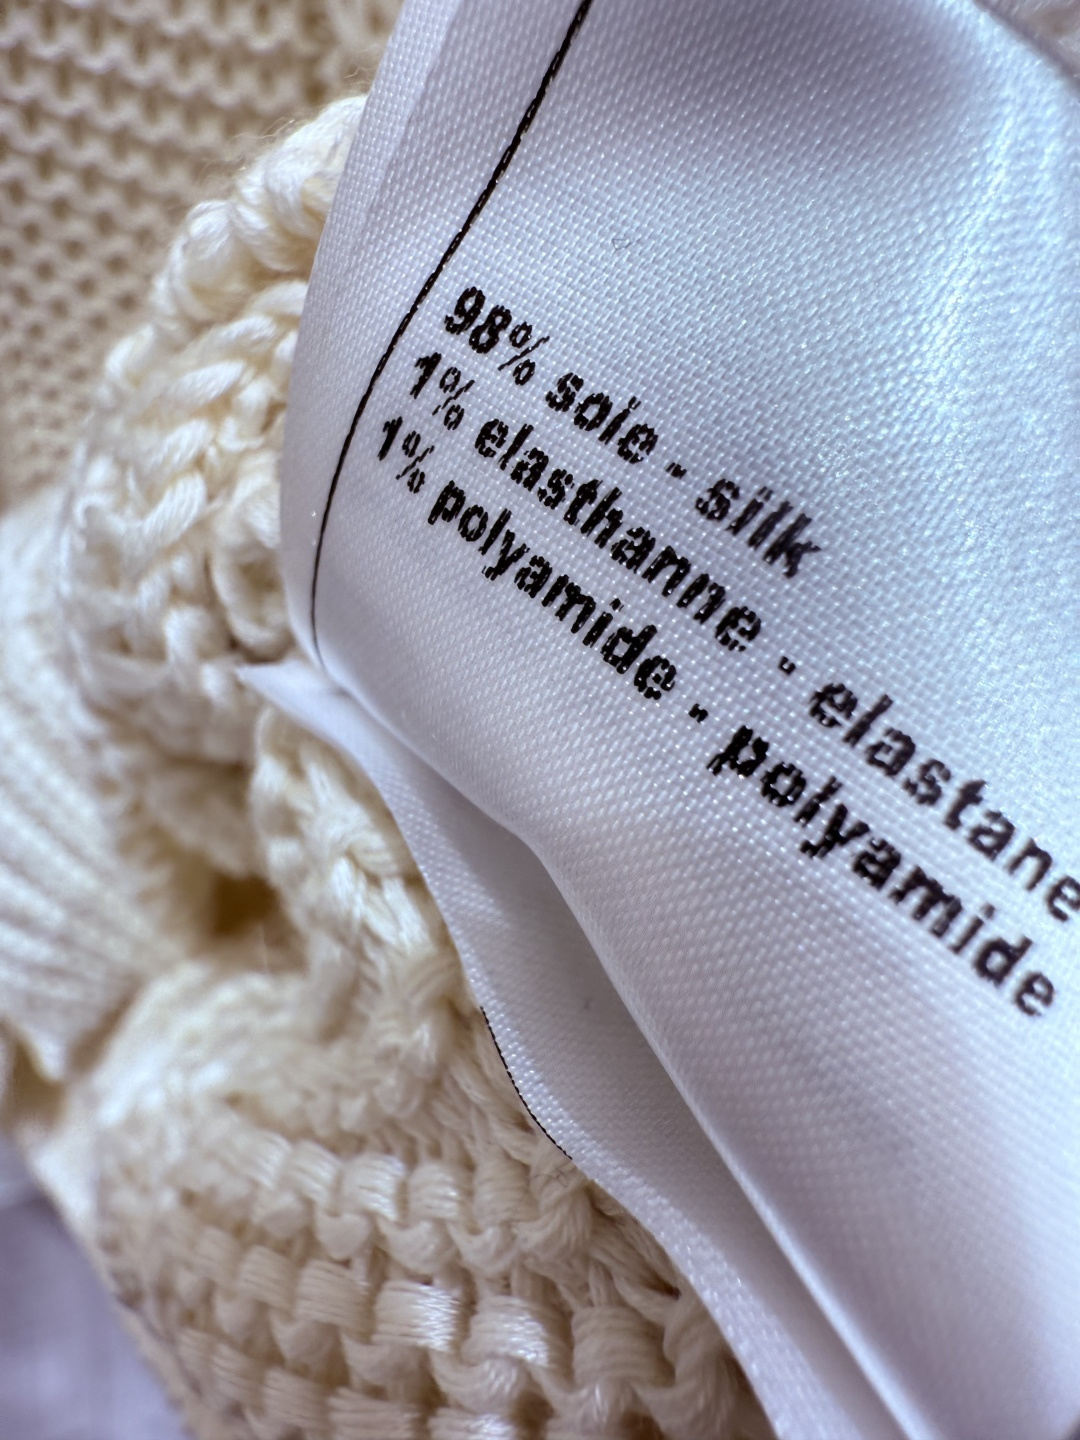 98% soie - silk
1% elasthanne - elastane
1% polyamide - polyamide